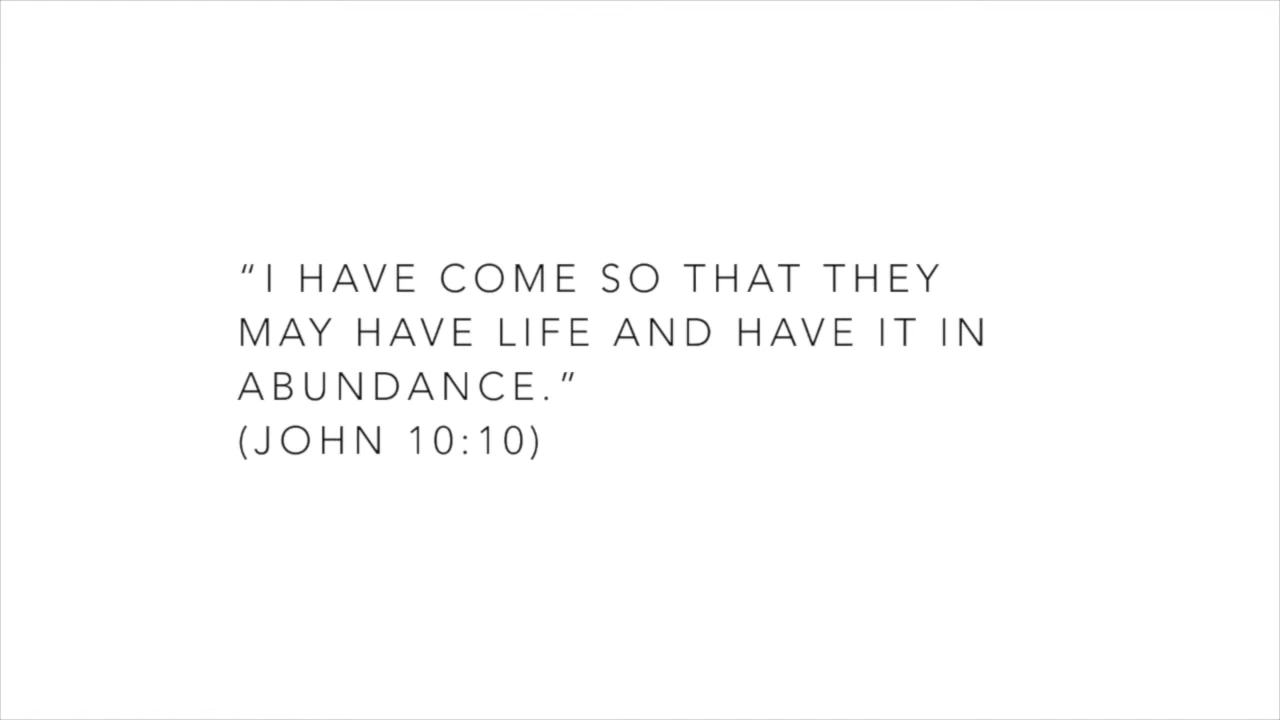 “I HAVE COME SO THAT THEY
MAY HAVE LIFE AND HAVE IT IN
ABUNDANCE.”
(JOHN 10:10)